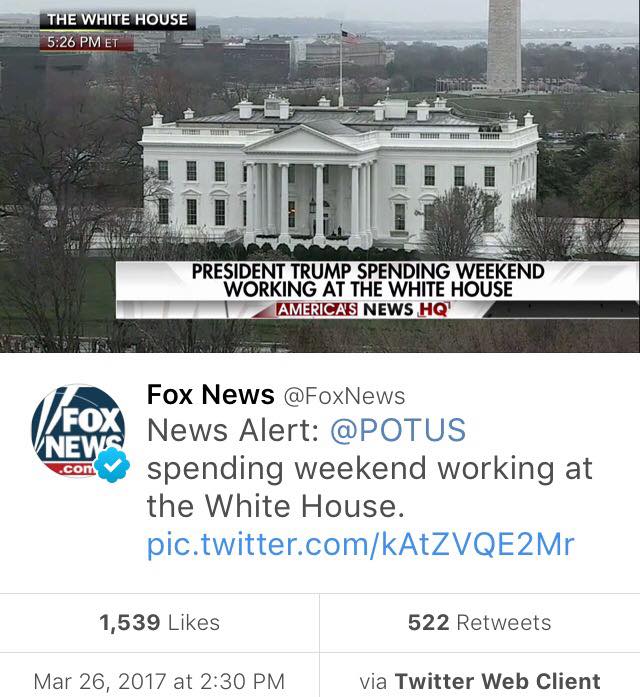 THE WHITE HOUSE
5:26 PM ET
PRESIDENT TRUMP SPENDING WEEKEND
WORKING AT THE WHITE HOUSE
AMERICA'S NEWS HQ
FOX
NEWS
.com
Fox News @FoxNews
News Alert: @POTUS
spending weekend working at
the White House.
pic.twitter.com/kAtZVQE2Mr
1,539 Likes
522 Retweets
Mar 26, 2017 at 2:30 PM
via Twitter Web Client